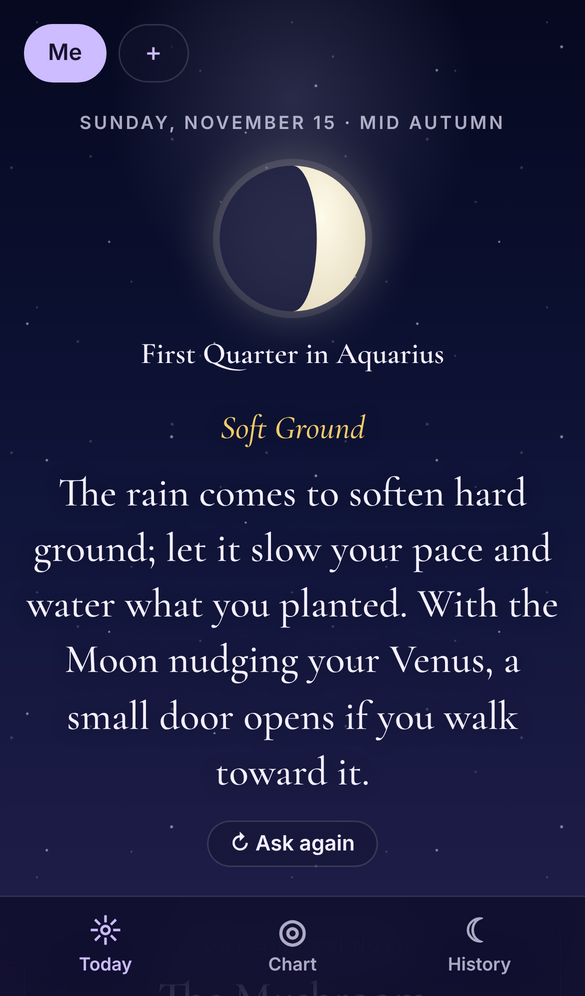 Me
+
SUNDAY, NOVEMBER 15 · MID AUTUMN
First Quarter in Aquarius
Soft Ground
The rain comes to soften hard
ground; let it slow your pace and
water what you planted. With the
Moon nudging your Venus, a
small door opens if you walk
toward it.
↻ Ask again
Today
Chart
History
The Mushroom